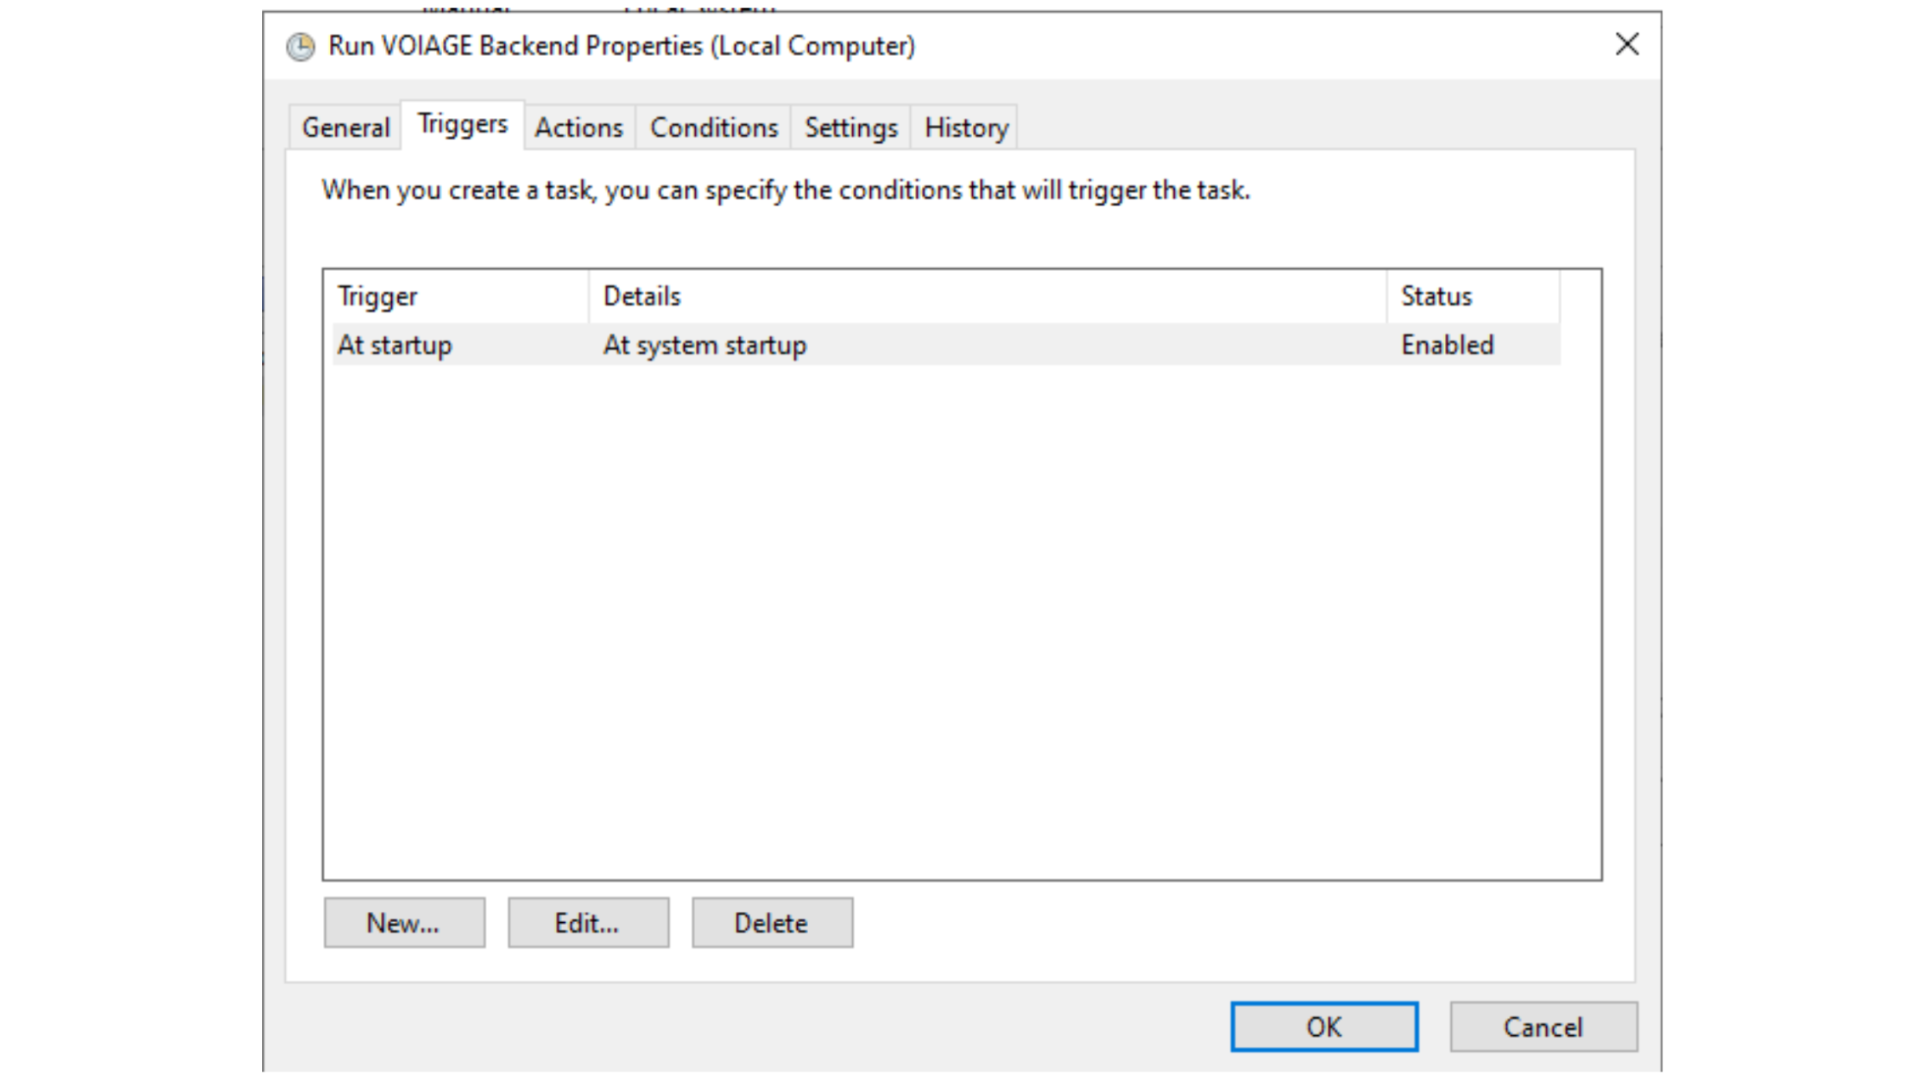 Run VOIAGE Backend Properties (Local Computer)
General Triggers Actions Conditions Settings History
When you create a task, you can specify the conditions that will trigger the task.
Trigger Details Status
At startup At system startup Enabled
New... Edit... Delete
OK Cancel